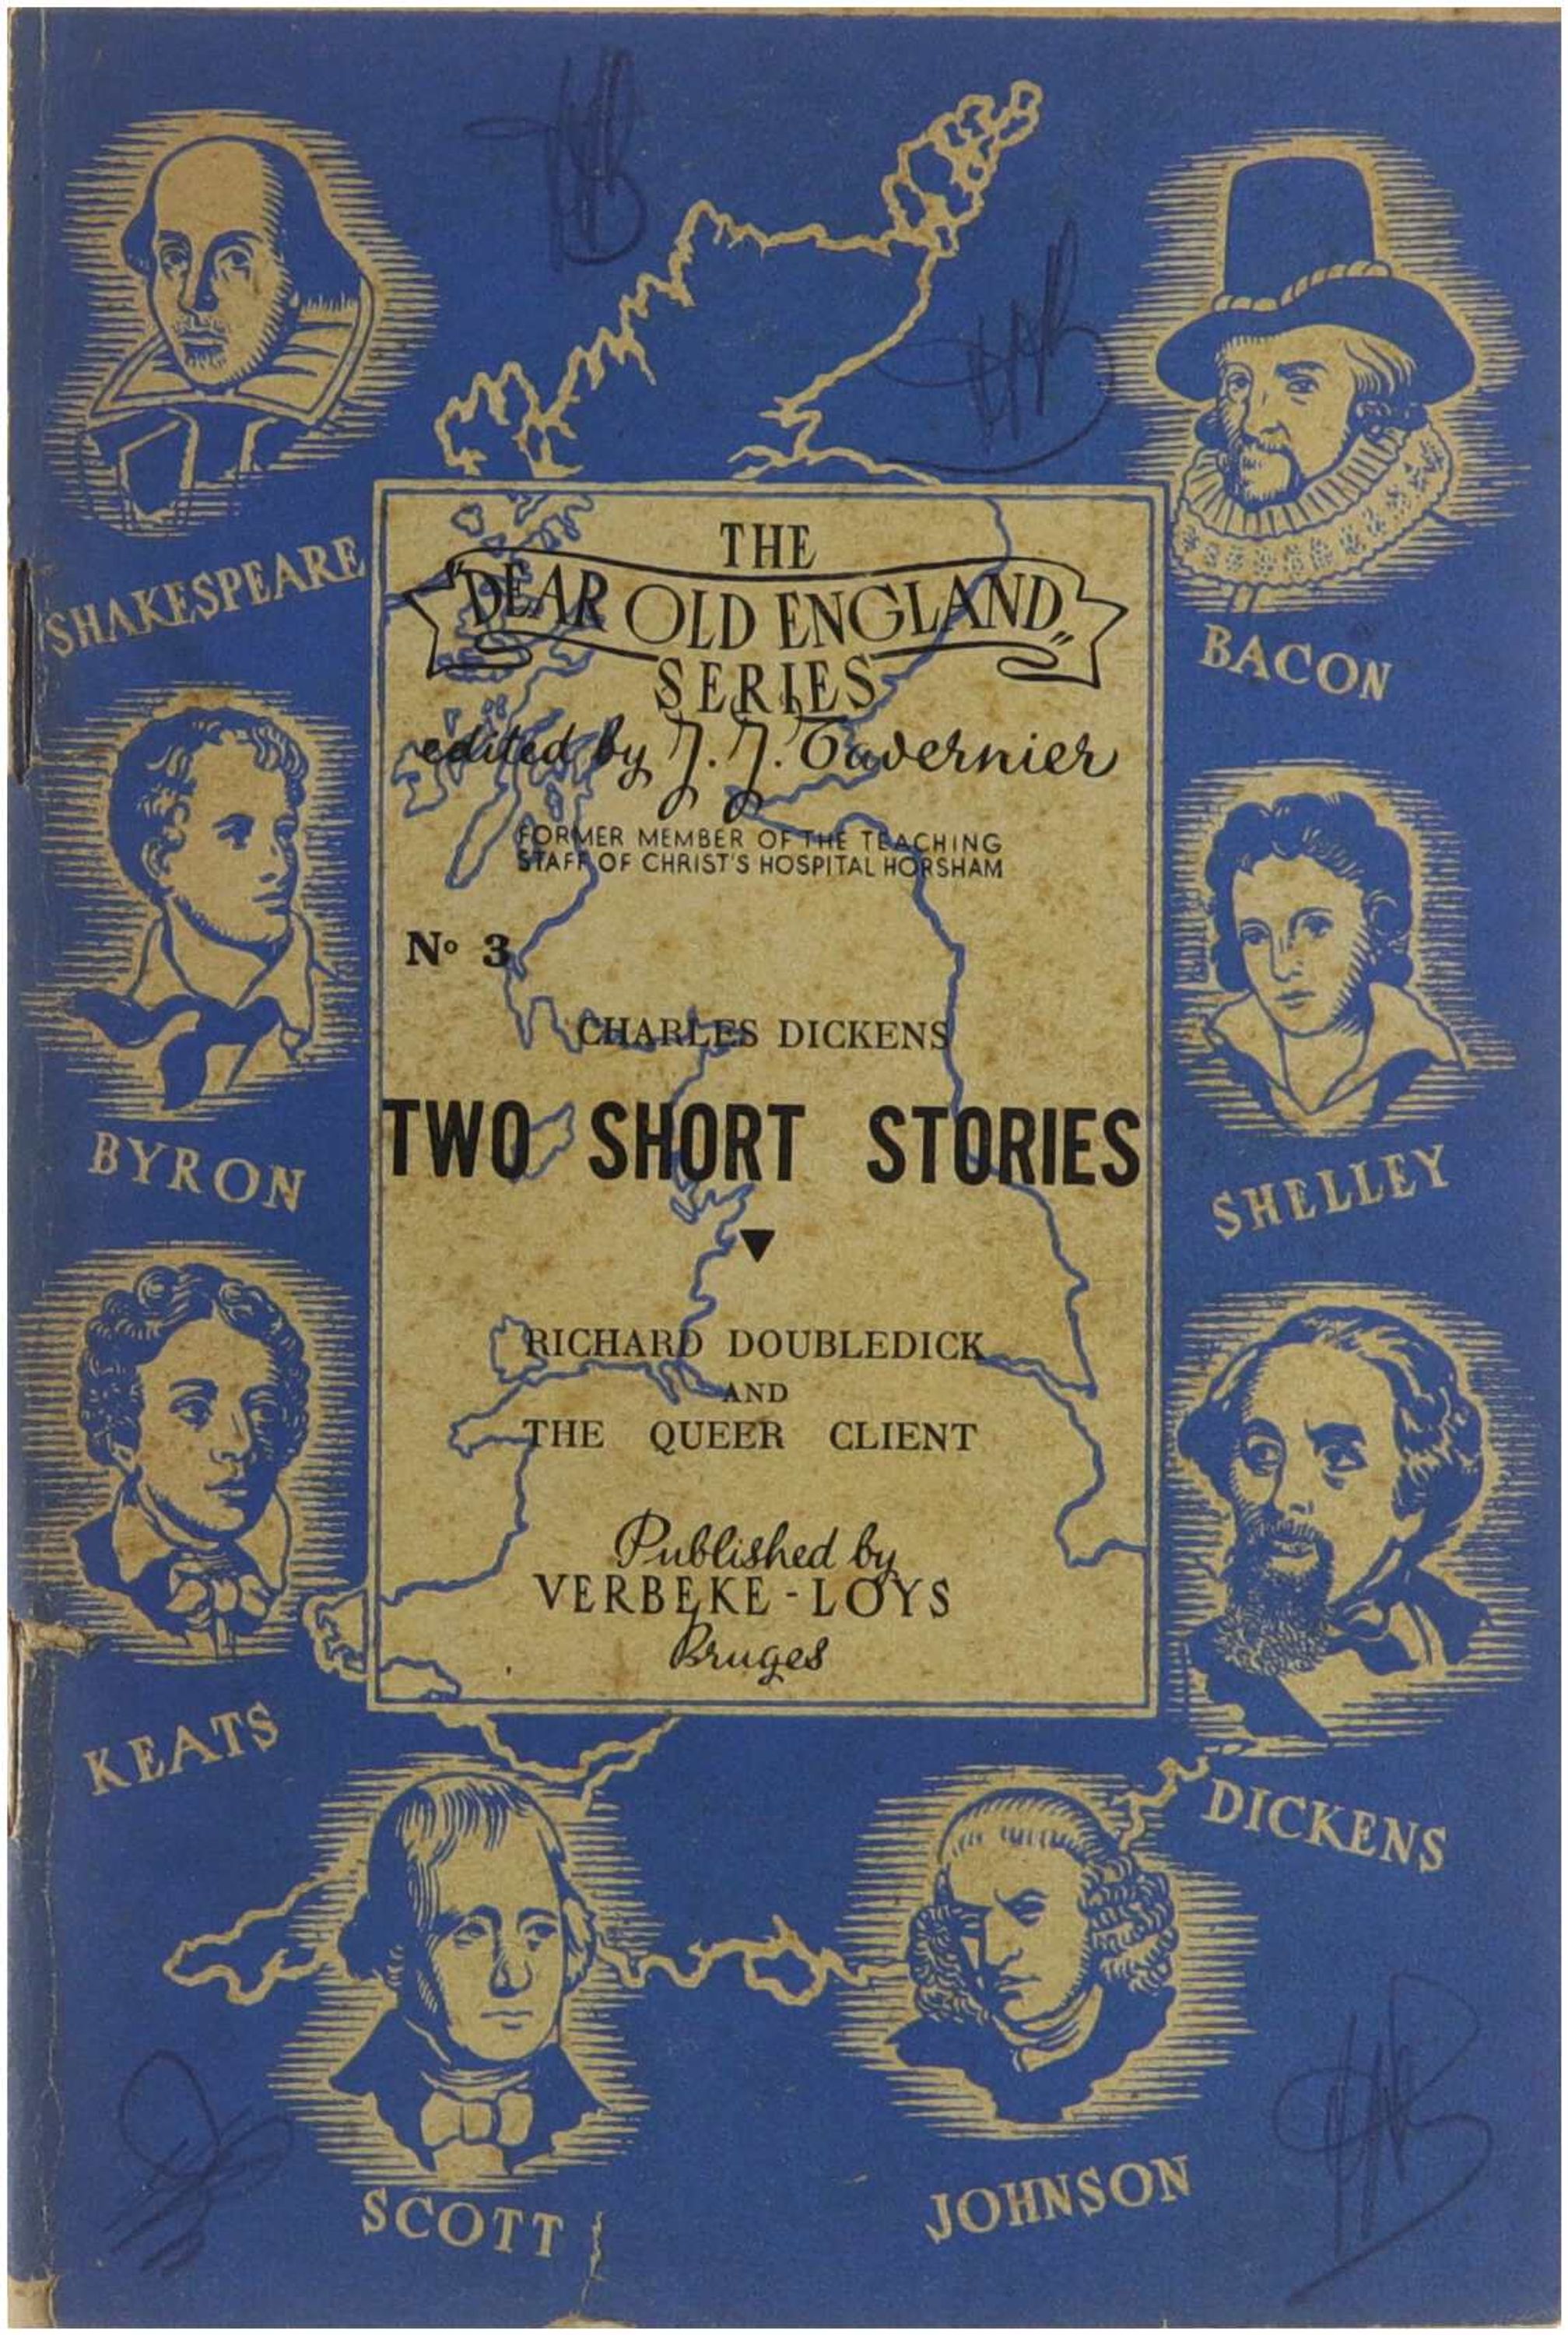 THE
"DEAR OLD ENGLAND„
SERIES
edited by J. J. Tavernier
FORMER MEMBER OF THE TEACHING
STAFF OF CHRIST'S HOSPITAL HORSHAM
Nº 3
CHARLES DICKENS
TWO SHORT STORIES
RICHARD DOUBLEDICK
AND
THE QUEER CLIENT
Published by
VERBEKE - LOYS
Bruges
SHAKESPEARE
BACON
BYRON
SHELLEY
KEATS
DICKENS
SCOTT
JOHNSON